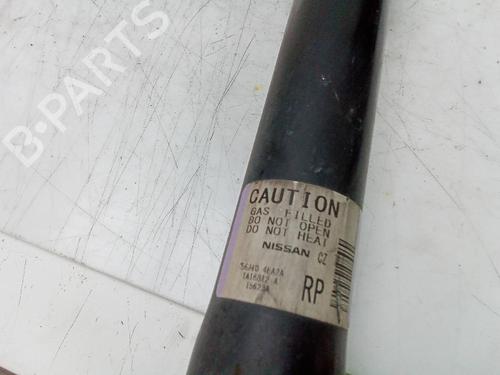 B-PARTS
CAUTION
GAS FILLED
DO NOT OPEN
DO NOT HEAT
NISSAN CZ
RP